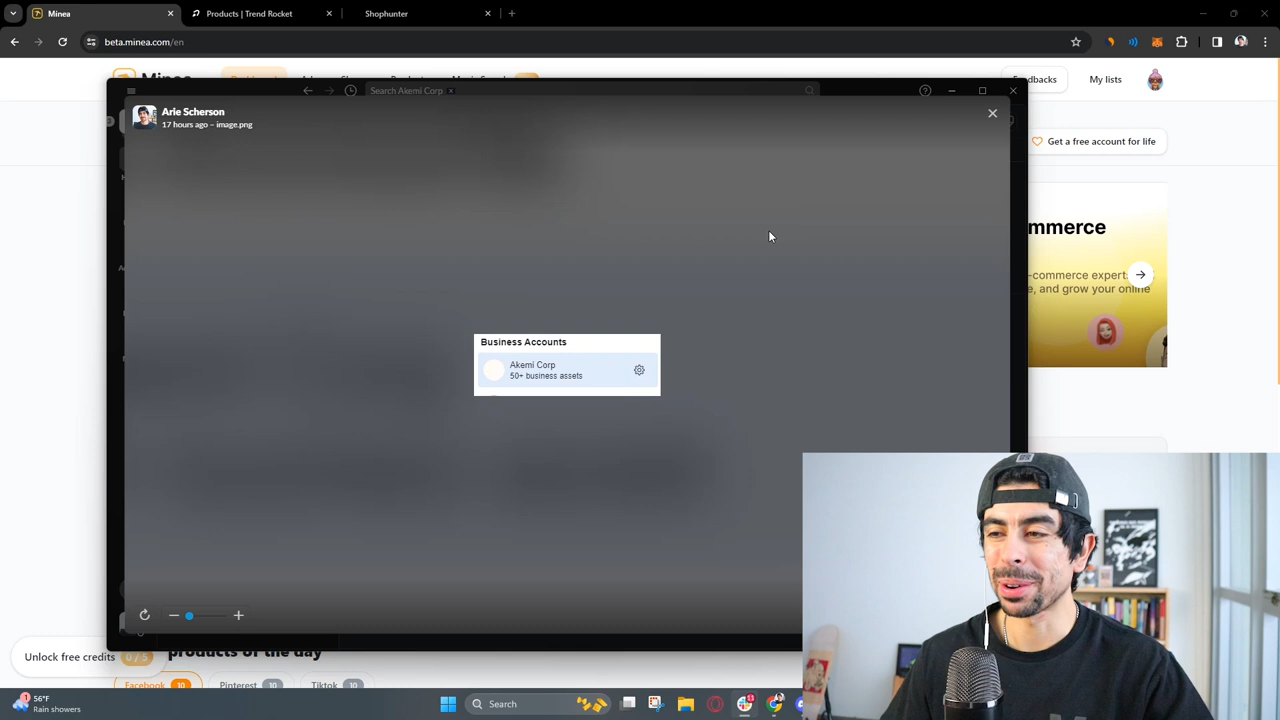 Minea
Products | Trend Rocket
Shophunter
beta.minea.com/en
Search Akemi Corp
Feedbacks
My lists
Arie Scherson
17 hours ago – image.png
Get a free account for life
mmerce
-commerce expert
e, and grow your online
Business Accounts
Akemi Corp
50+ business assets
Unlock free credits
0 / 5
products of the day
Facebook
10
Pinterest
10
Tiktok
10
56°F
Rain showers
Search